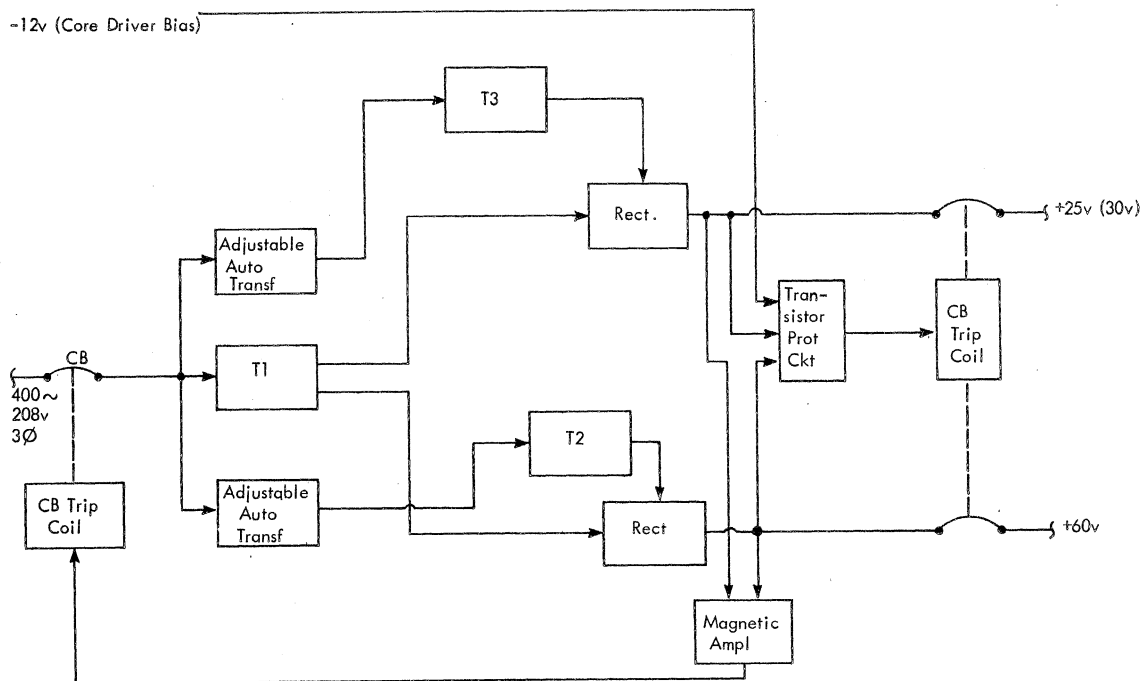 -12v (Core Driver Bias)
T3
Rect.
+25v (30v)
Adjustable
Auto
Transf
Tran-
sistor
Prot
Ckt
CB
Trip
Coil
CB
T1
400~
208v
3Ø
T2
CB Trip
Coil
Adjustable
Auto
Transf
Rect
+60v
Magnetic
Ampl